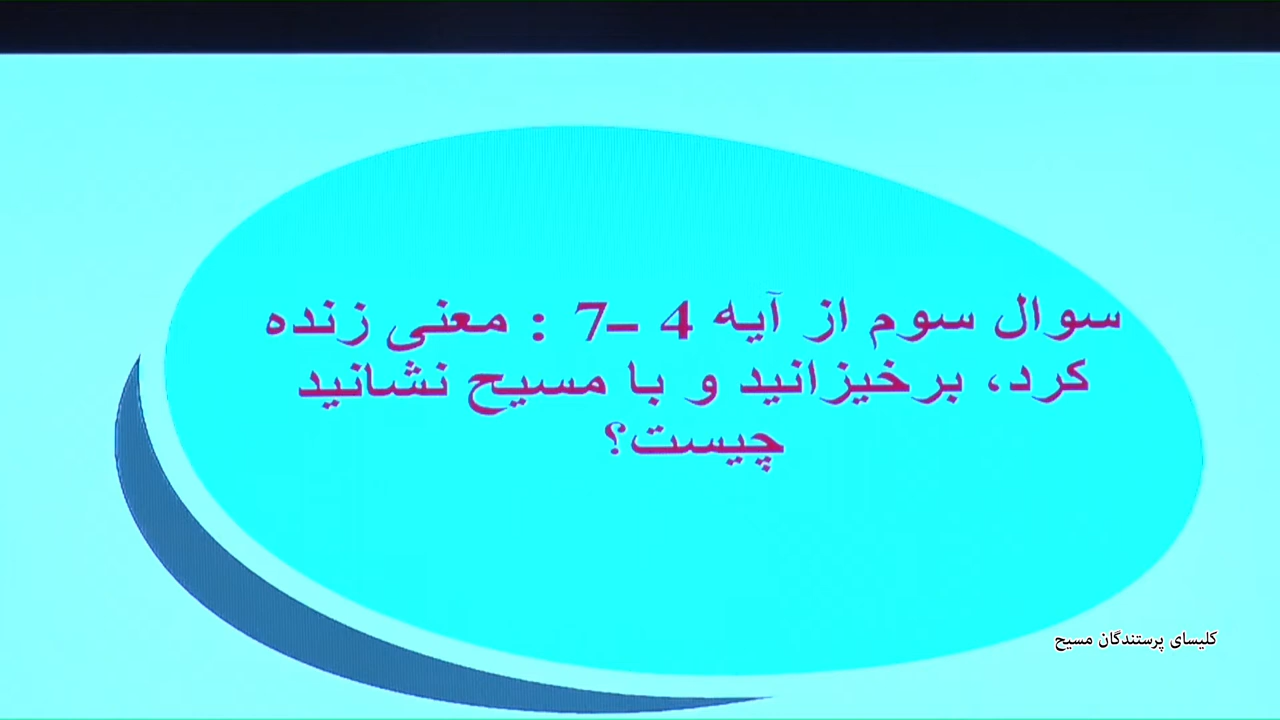 سوال سوم از آیه 4 –7 : معنی زنده
کرد، برخیزانید و با مسیح نشانید
چیست؟
کلیسای پرستندگان مسیح